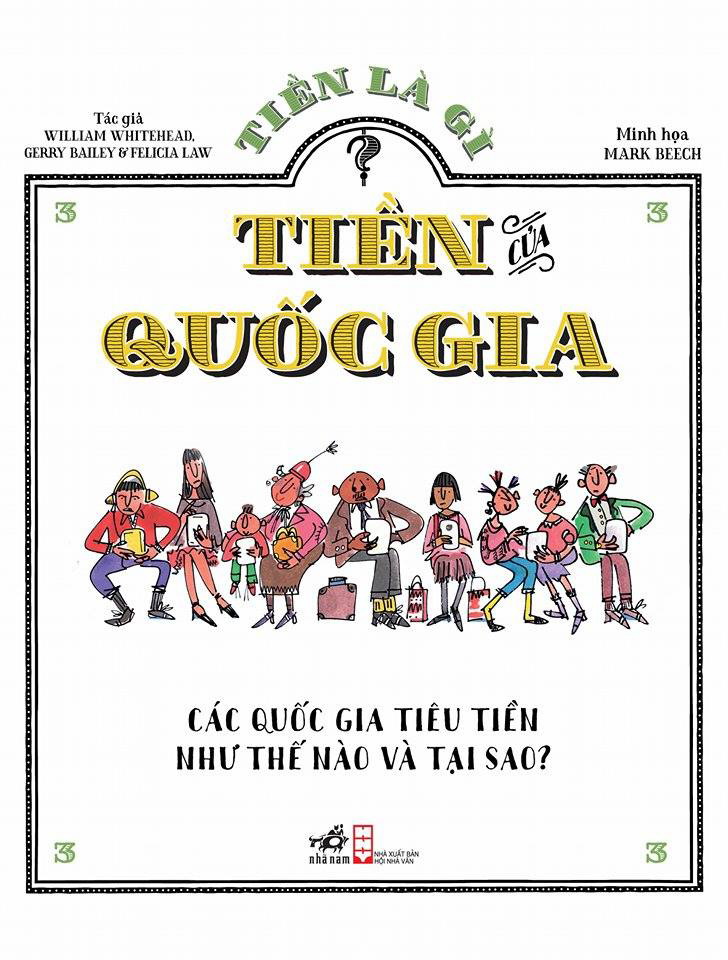 TIỀN LÀ GÌ
?
Tác giả
WILLIAM WHITEHEAD,
GERRY BAILEY & FELICIA LAW
Minh họa
MARK BEECH
3 3
TIỀN CỦA
QUỐC GIA
CÁC QUỐC GIA TIÊU TIỀN
NHƯ THẾ NÀO VÀ TẠI SAO?
nhã nam
NHÀ XUẤT BẢN
HỘI NHÀ VĂN
3 3